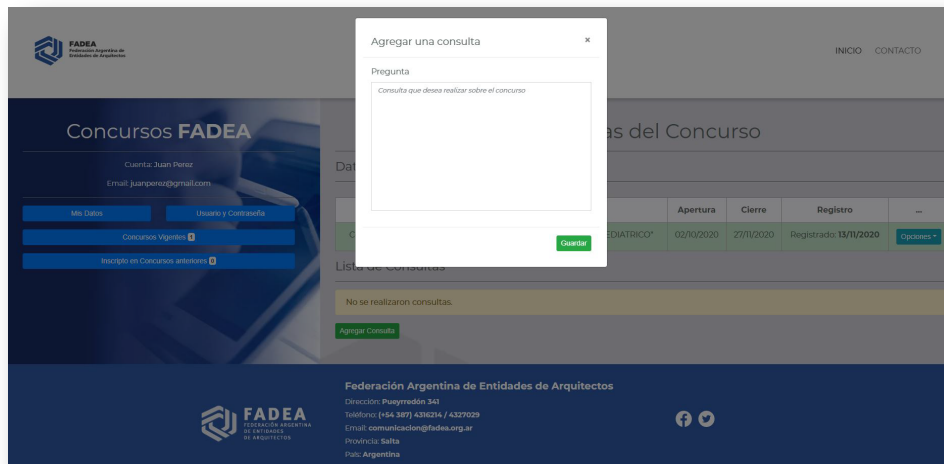 FADEA
Federación Argentina de
Entidades de Arquitectos
INICIO CONTACTO
Agregar una consulta ×
Pregunta
Consulta que desea realizar sobre el concurso
Guardar
Concursos FADEA
Cuenta: Juan Perez
Email: juanperez@gmail.com
Mis Datos Usuario y Contraseña
Concursos Vigentes 1
Inscripto en Concursos anteriores 0
as del Concurso
Dat
Apertura Cierre Registro ...
C EDIATRICO" 02/10/2020 27/11/2020 Registrado: 13/11/2020 Opciones
Lista de Consultas
No se realizaron consultas.
Agregar Consulta
FADEA
FEDERACIÓN ARGENTINA
DE ENTIDADES
DE ARQUITECTOS
Federación Argentina de Entidades de Arquitectos
Dirección: Pueyrredón 341
Teléfono: (+54 387) 4316214 / 4327029
Email: comunicacion@fadea.org.ar
Provincia: Salta
País: Argentina